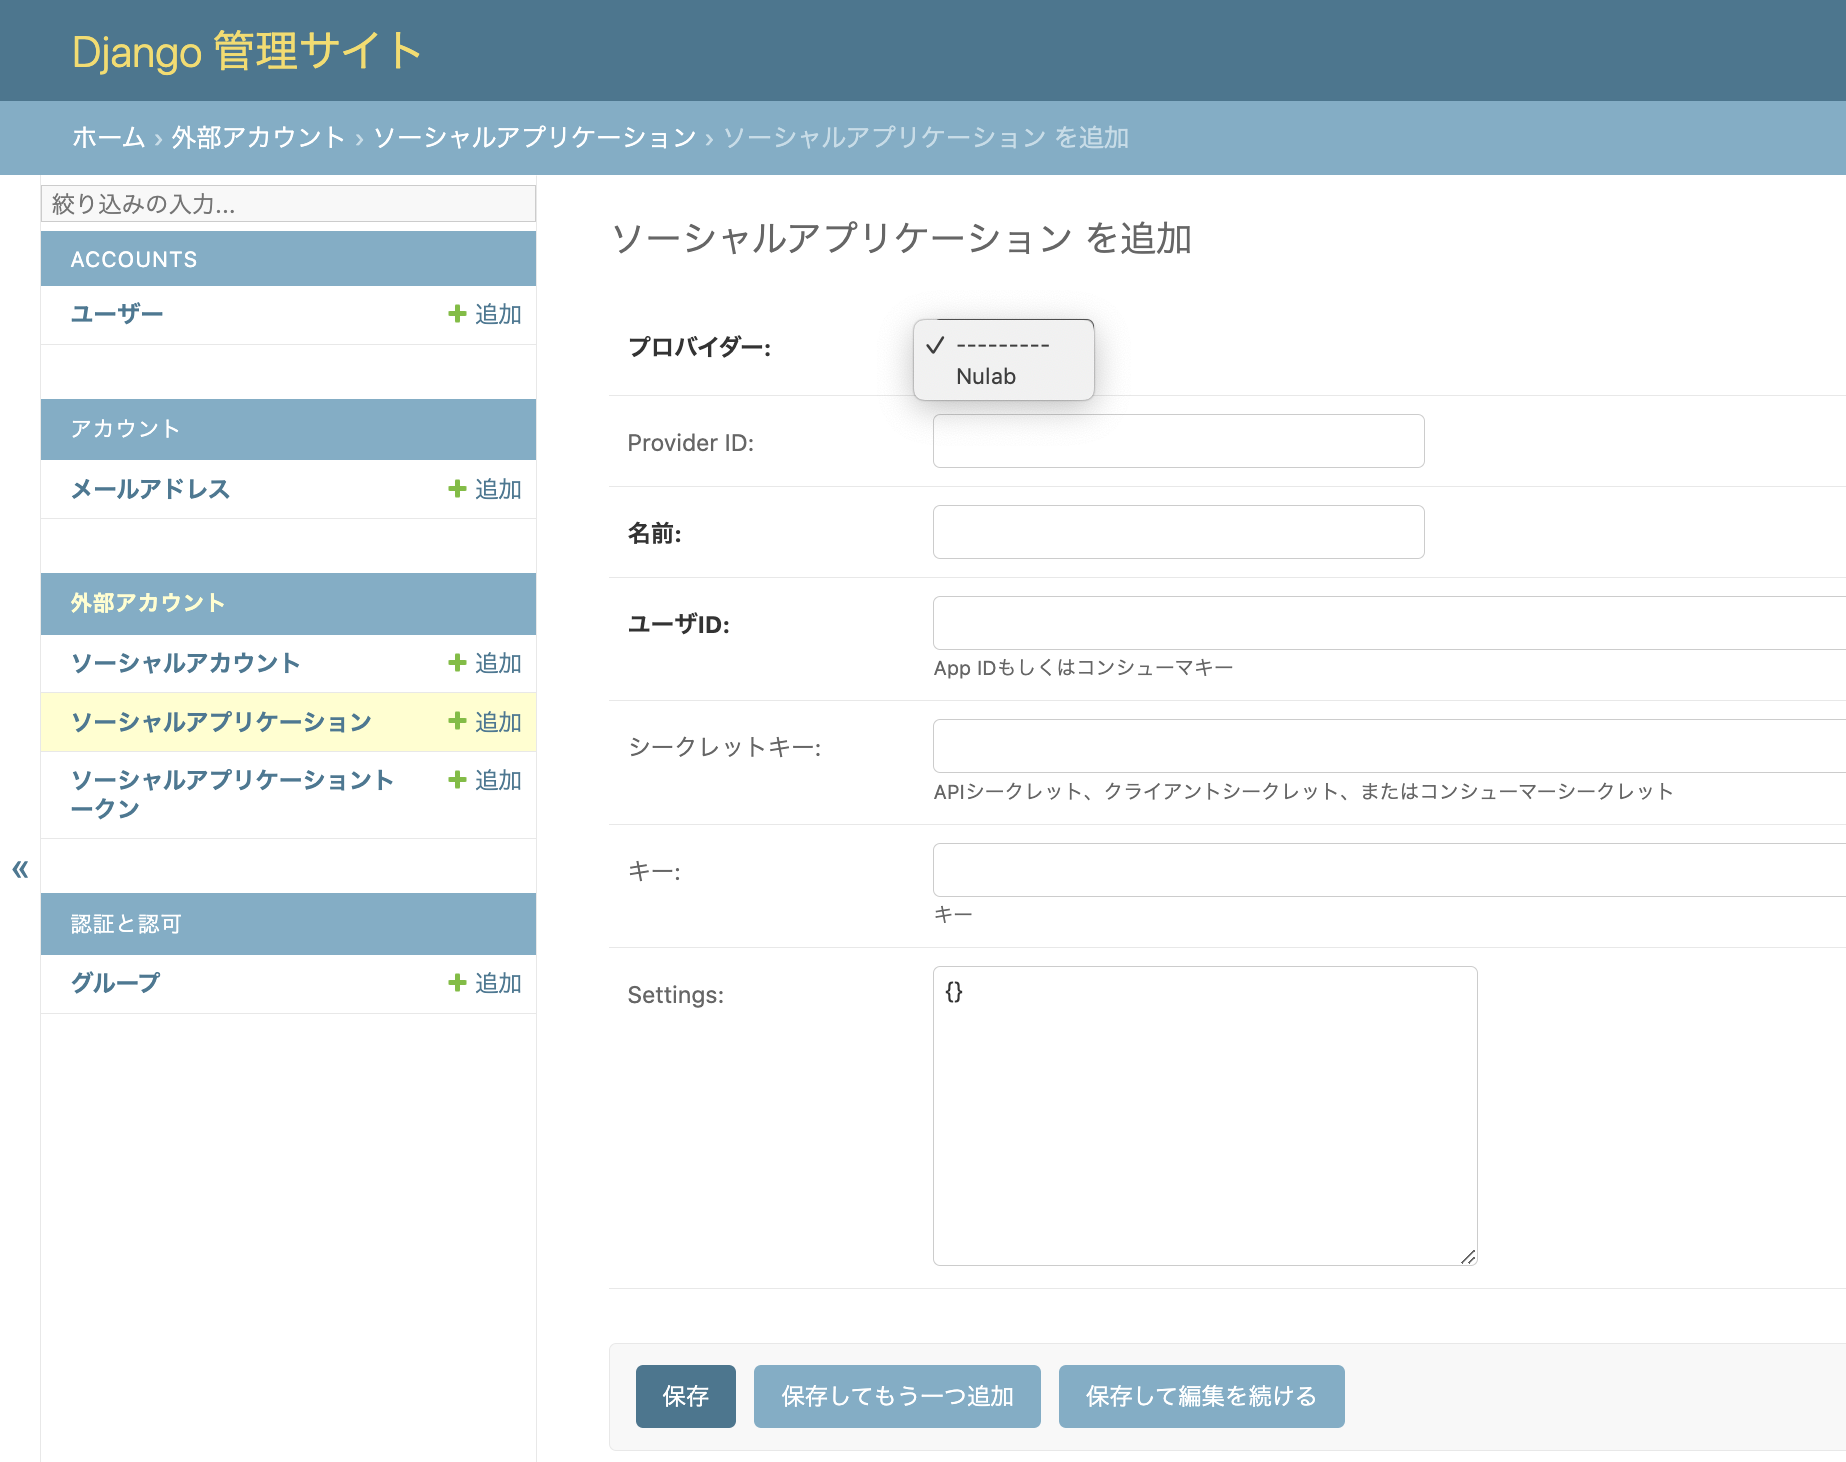 Django 管理サイト
ホーム › 外部アカウント › ソーシャルアプリケーション › ソーシャルアプリケーション を追加
絞り込みの入力...
ACCOUNTS
ユーザー 追加
アカウント
メールアドレス 追加
外部アカウント
ソーシャルアカウント 追加
ソーシャルアプリケーション 追加
ソーシャルアプリケーショント 追加
ークン
認証と認可
グループ 追加
«
ソーシャルアプリケーション を追加
プロバイダー:
✓ ---------
Nulab
Provider ID:
名前:
ユーザID:
App IDもしくはコンシューマキー
シークレットキー:
APIシークレット、クライアントシークレット、またはコンシューマーシークレット
キー:
キー
Settings:
{}
保存 保存してもう一つ追加 保存して編集を続ける